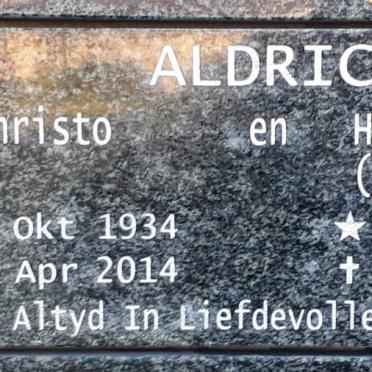 ALDRIC
hristo en H
(
Okt 1934 ★
Apr 2014 ✝
Altyd In Liefdevolle